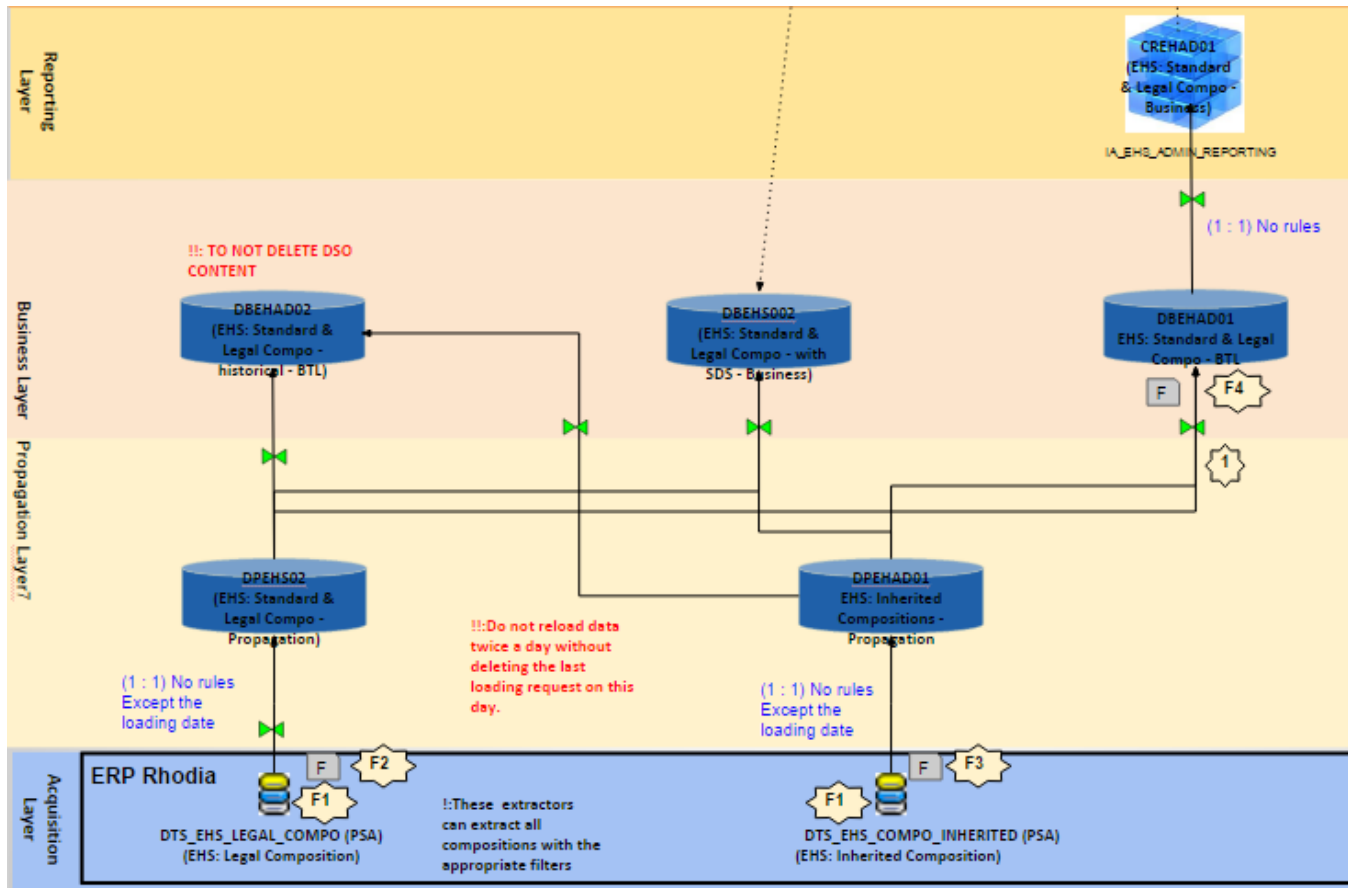 Reporting
Layer
CREHAD01
(EHS: Standard
& Legal Compo -
Business)
IA_EHS_ADMIN_REPORTING
(1 : 1) No rules
Business Layer
!!: TO NOT DELETE DSO
CONTENT
DBEHAD02
(EHS: Standard &
Legal Compo -
historical - BTL)
DBEHS002
(EHS: Standard &
Legal Compo - with
SDS - Business)
DBEHAD01
EHS: Standard & Legal
Compo - BTL
F
F4
1
Propagation Layer7
DPEHS02
(EHS: Standard &
Legal Compo -
Propagation)
DPEHAD01
EHS: Inherited
Compositions -
Propagation
!!:Do not reload data
twice a day without
deleting the last
loading request on this
day.
(1 : 1) No rules
Except the
loading date
(1 : 1) No rules
Except the
loading date
Acquisition
Layer
ERP Rhodia
F
F2
F1
DTS_EHS_LEGAL_COMPO (PSA)
(EHS: Legal Composition)
!:These extractors
can extract all
compositions with the
appropriate filters
F
F3
F1
DTS_EHS_COMPO_INHERITED (PSA)
(EHS: Inherited Composition)